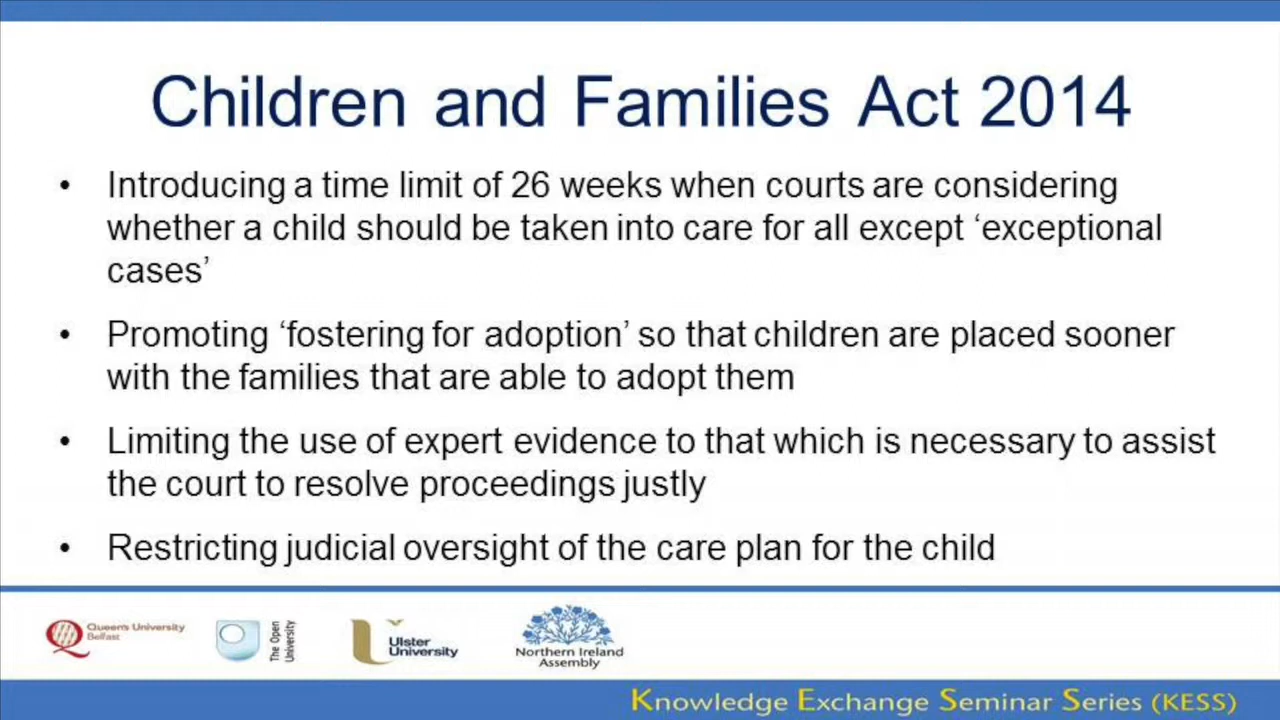 Children and Families Act 2014
• Introducing a time limit of 26 weeks when courts are considering
whether a child should be taken into care for all except ‘exceptional
cases’
• Promoting ‘fostering for adoption’ so that children are placed sooner
with the families that are able to adopt them
• Limiting the use of expert evidence to that which is necessary to assist
the court to resolve proceedings justly
• Restricting judicial oversight of the care plan for the child
Queen's University
Belfast
The Open
University
Ulster
University
Northern Ireland
Assembly
Knowledge Exchange Seminar Series (KESS)